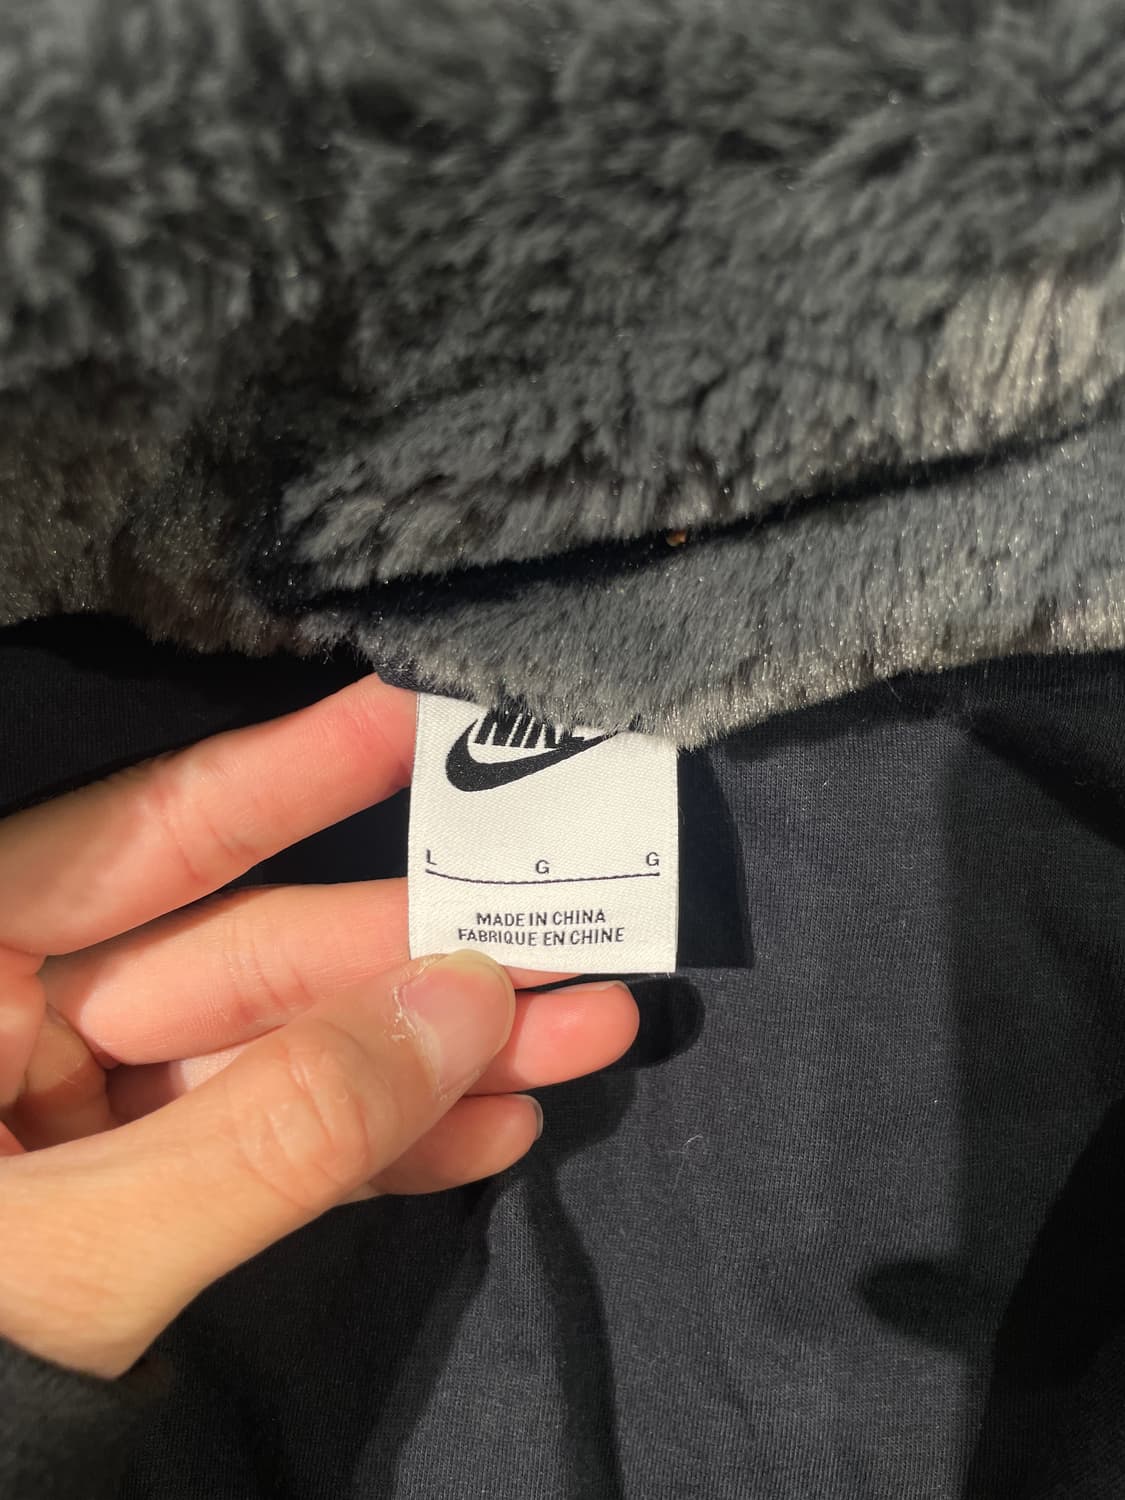 NIKE
L G G
MADE IN CHINA
FABRIQUE EN CHINE